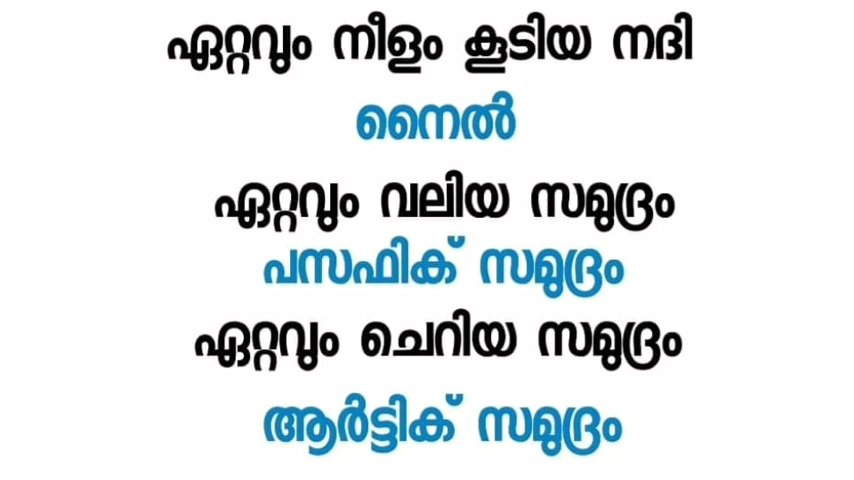 ഏറ്റവും നീളം കൂടിയ നദി
നൈൽ
ഏറ്റവും വലിയ സമുദ്രം
പസഫിക് സമുദ്രം
ഏറ്റവും ചെറിയ സമുദ്രം
ആർട്ടിക് സമുദ്രം